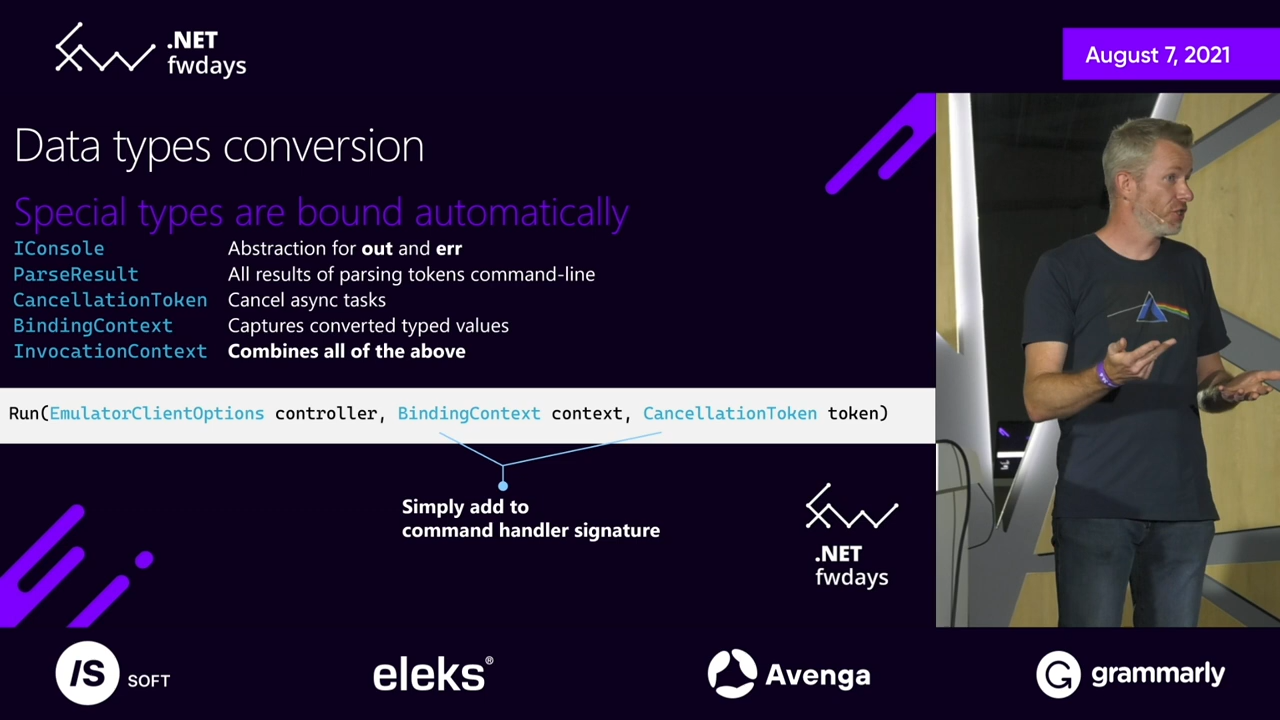 .NET
fwdays
August 7, 2021
Data types conversion
Special types are bound automatically
IConsole Abstraction for out and err
ParseResult All results of parsing tokens command-line
CancellationToken Cancel async tasks
BindingContext Captures converted typed values
InvocationContext Combines all of the above
Run(EmulatorClientOptions controller, BindingContext context, CancellationToken token)
Simply add to
command handler signature
.NET
fwdays
IS SOFT
eleks®
Avenga
G grammarly